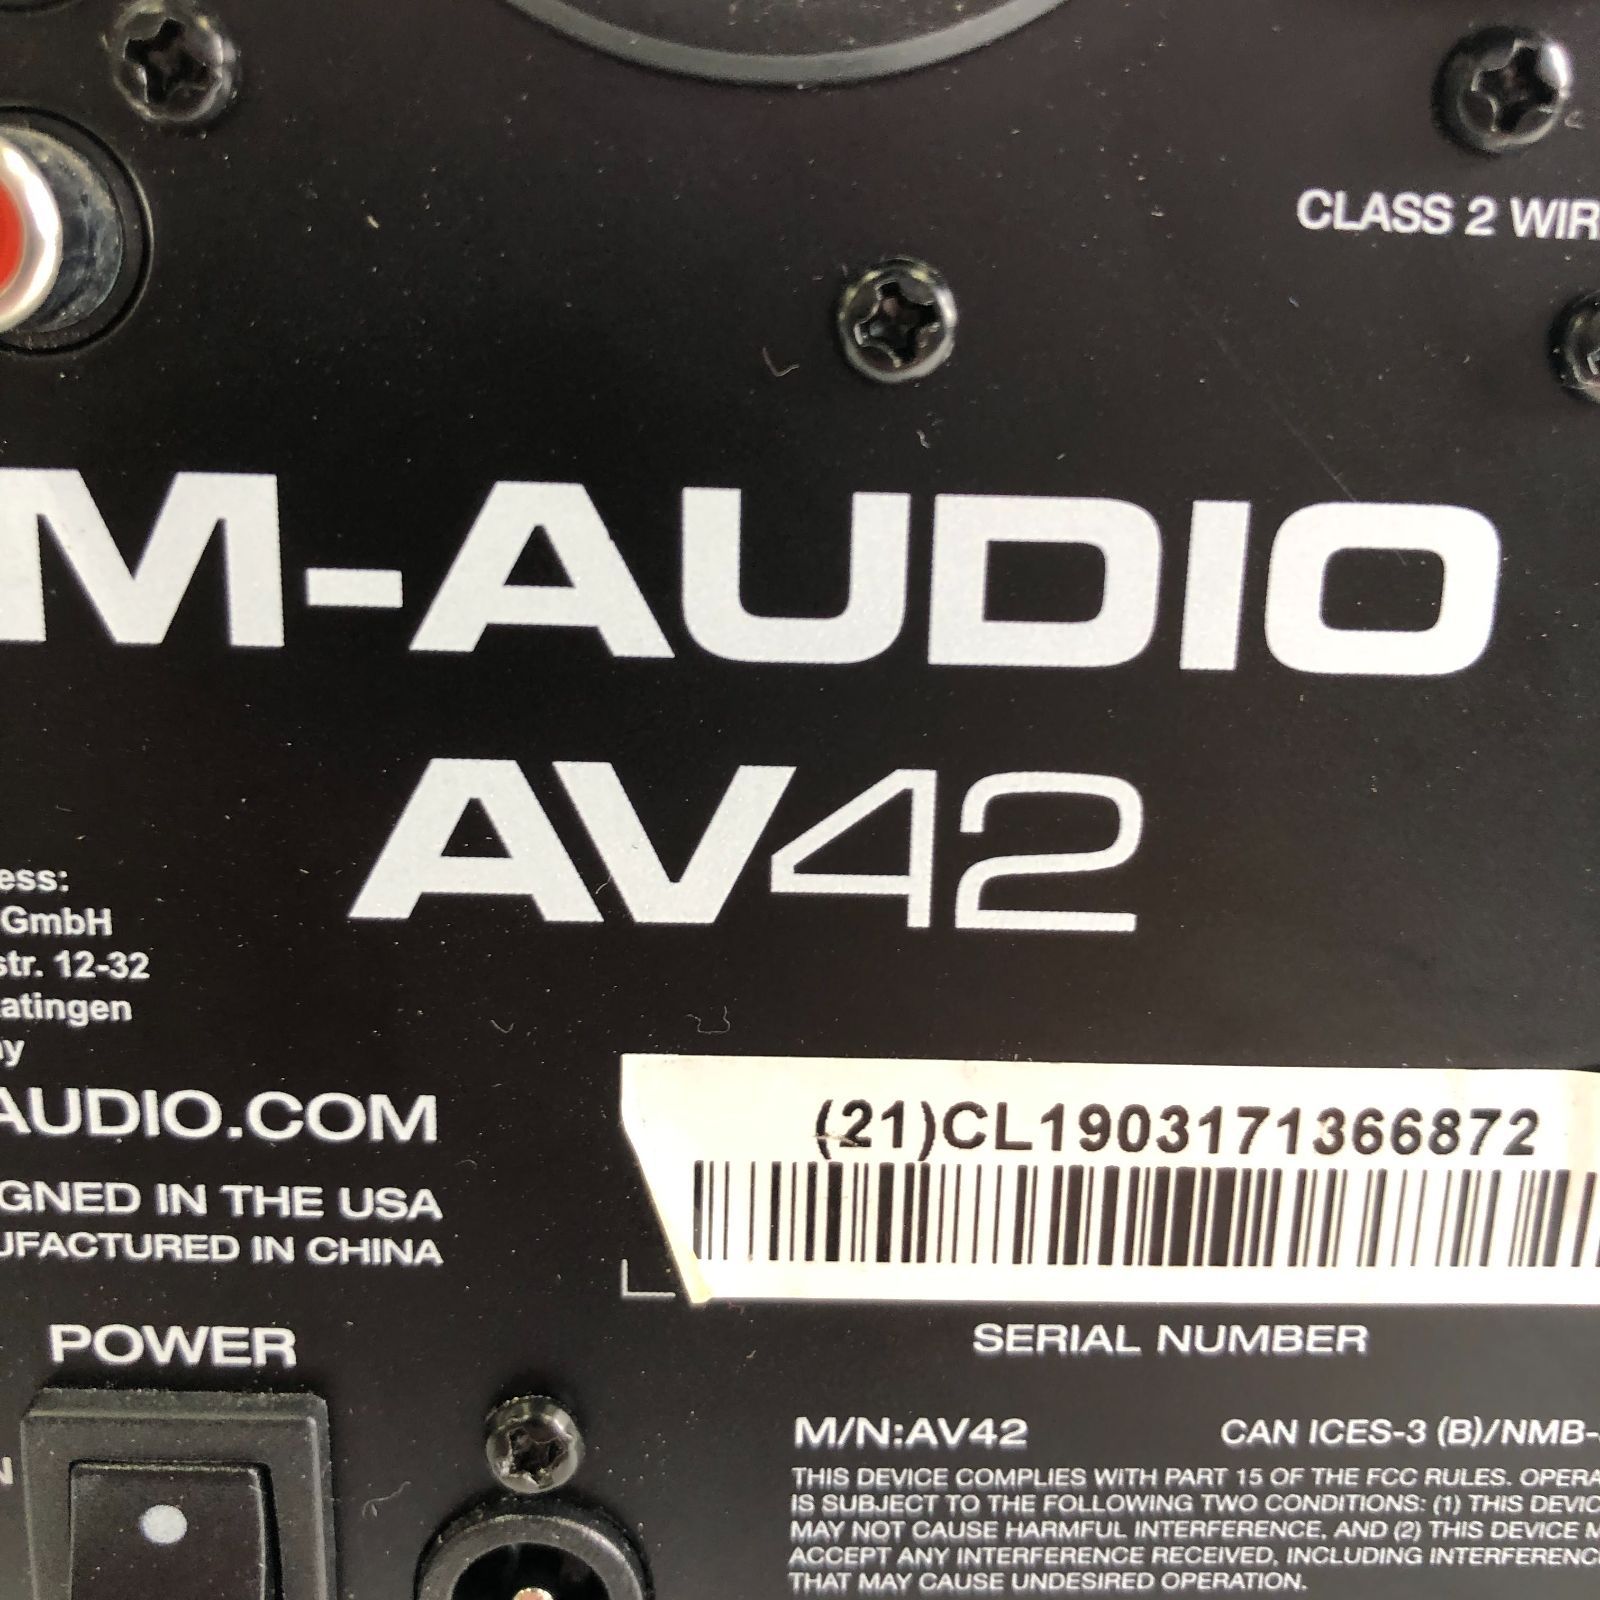 CLASS 2 WIR
M-AUDIO
AV42
ess:
GmbH
str. 12-32
atingen
ny
AUDIO.COM
GNED IN THE USA
UFACTURED IN CHINA
(21)CL1903171366872
SERIAL NUMBER
POWER
N
M/N:AV42 CAN ICES-3 (B)/NMB-
THIS DEVICE COMPLIES WITH PART 15 OF THE FCC RULES. OPERA
IS SUBJECT TO THE FOLLOWING TWO CONDITIONS: (1) THIS DEVIC
MAY NOT CAUSE HARMFUL INTERFERENCE, AND (2) THIS DEVICE M
ACCEPT ANY INTERFERENCE RECEIVED, INCLUDING INTERFERENC
THAT MAY CAUSE UNDESIRED OPERATION.